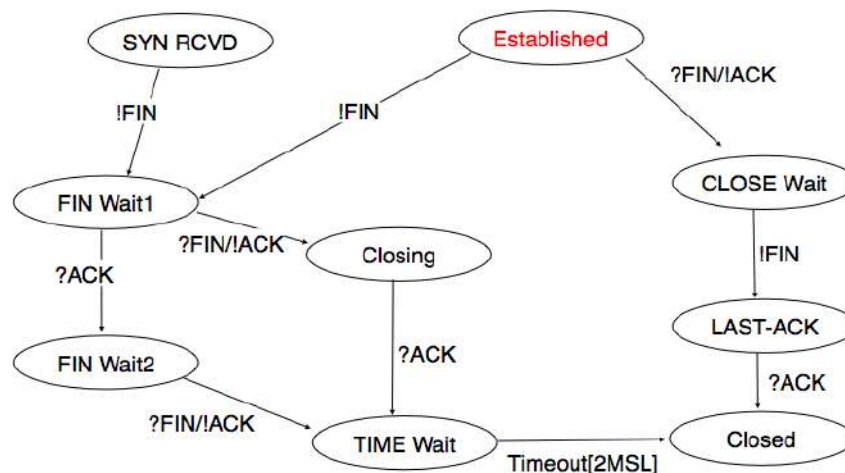 SYN RCVD
Established
?FIN/!ACK
!FIN
!FIN
FIN Wait1
CLOSE Wait
?FIN/!ACK
Closing
!FIN
?ACK
LAST-ACK
FIN Wait2
?ACK
?ACK
?FIN/!ACK
TIME Wait
Closed
Timeout[2MSL]